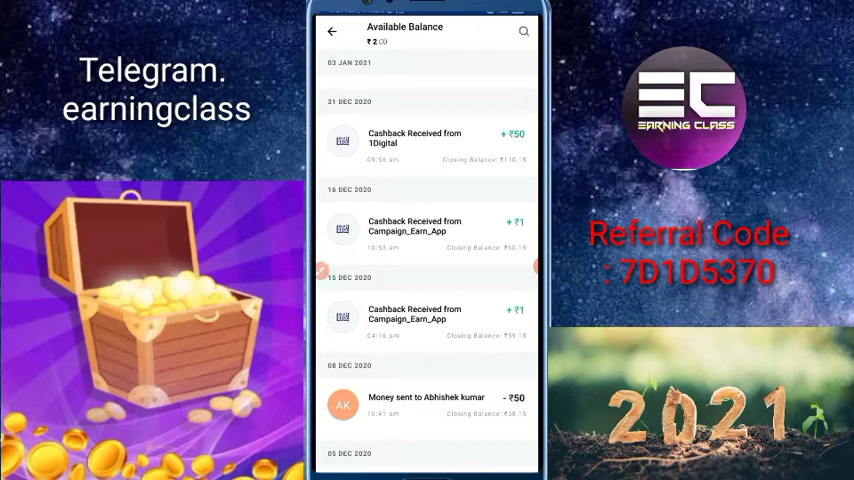 Telegram.
earningclass
Available Balance
₹ 2.00
03 JAN 2021
31 DEC 2020
Cashback Received from
1Digital
+ ₹50
09:56 am
Closing Balance: ₹110.15
16 DEC 2020
Cashback Received from
Campaign_Earn_App
+ ₹1
10:53 am
Closing Balance: ₹60.15
15 DEC 2020
Cashback Received from
Campaign_Earn_App
+ ₹1
04:16 pm
Closing Balance: ₹59.15
08 DEC 2020
AK
Money sent to Abhishek kumar
- ₹50
10:41 am
Closing Balance: ₹58.15
05 DEC 2020
EC
EARNING CLASS
Referral Code
: 7D1D5370
2021